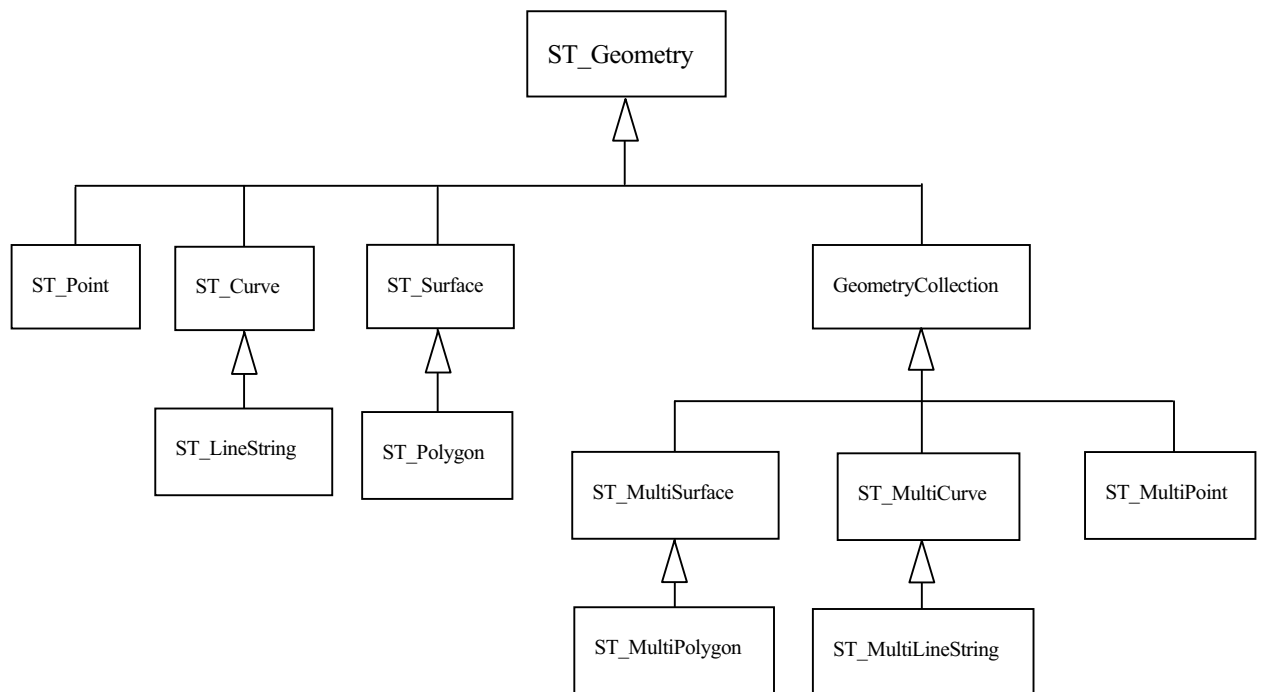 ST_Geometry
ST_Point
ST_Curve
ST_Surface
GeometryCollection
ST_LineString
ST_Polygon
ST_MultiSurface
ST_MultiCurve
ST_MultiPoint
ST_MultiPolygon
ST_MultiLineString